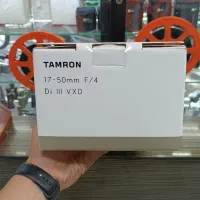 TAMRON
17-50mm F/4
Di III VXD